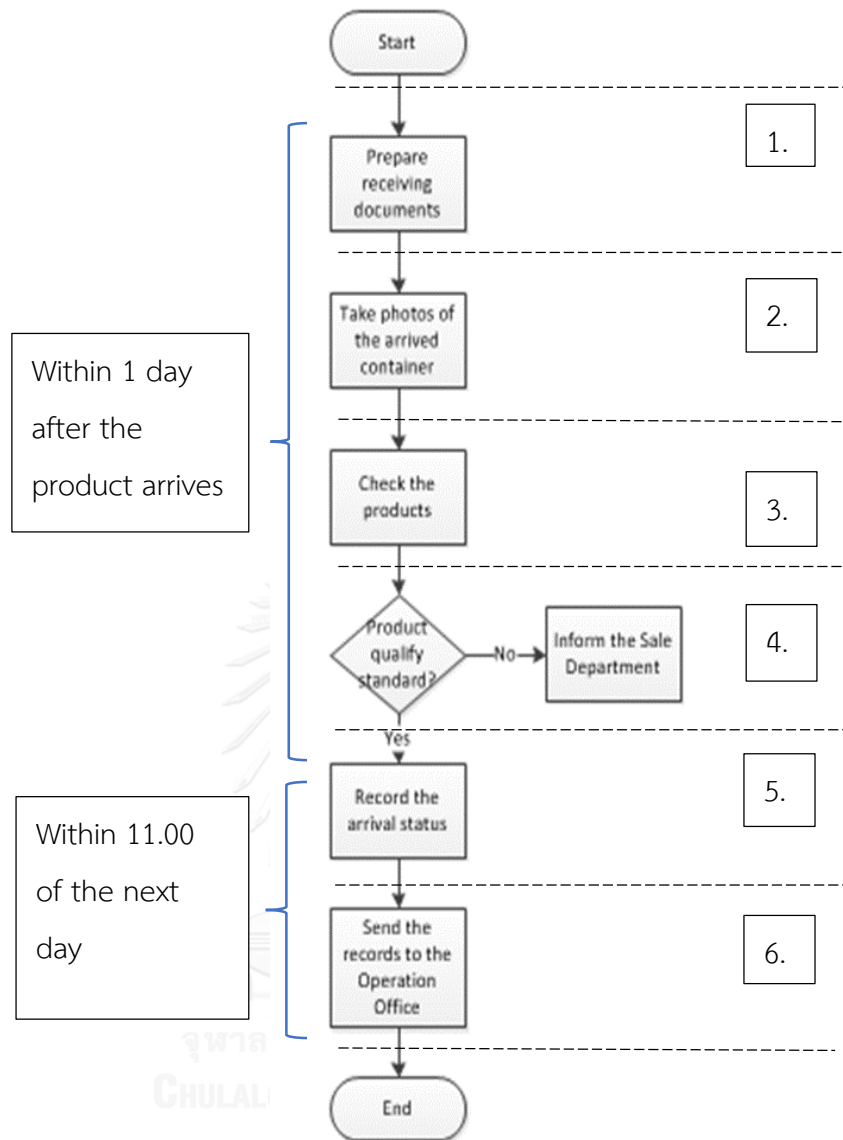 Start
1.
Prepare
receiving
documents
2.
Take photos of
the arrived
container
Within 1 day
after the
product arrives
Check the
products
3.
Product
qualify
standard?
No
Inform the Sale
Department
4.
Yes
5.
Record the
arrival status
Within 11.00
of the next
day
Send the
records to the
Operation
Office
6.
End